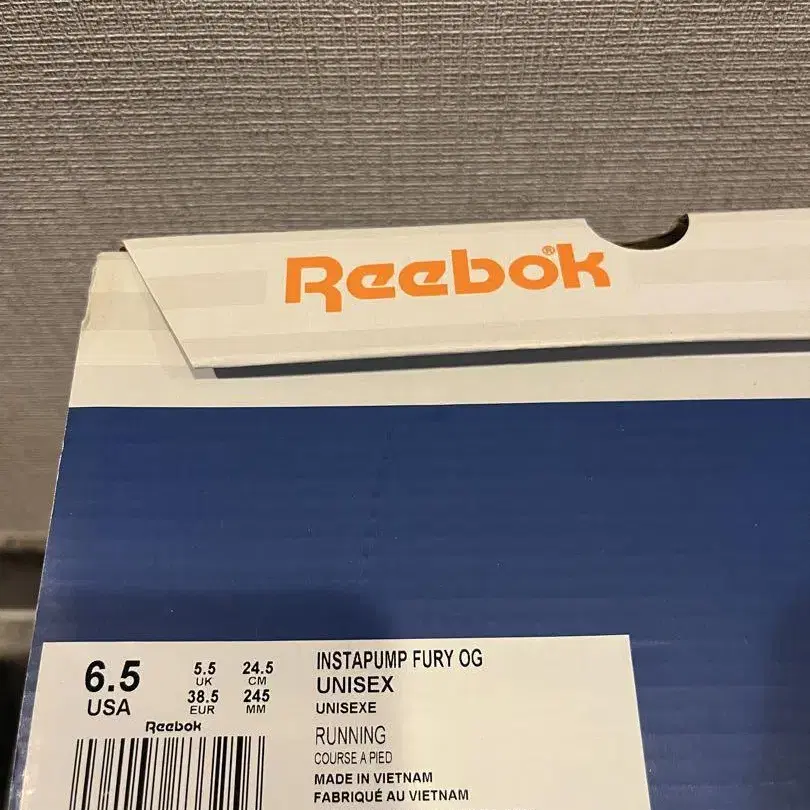 Reebok®
6.5
USA
5.5
UK
38.5
EUR
24.5
CM
245
MM
Reebok
INSTAPUMP FURY OG
UNISEX
UNISEXE
RUNNING
COURSE A PIED
MADE IN VIETNAM
FABRIQUÉ AU VIETNAM